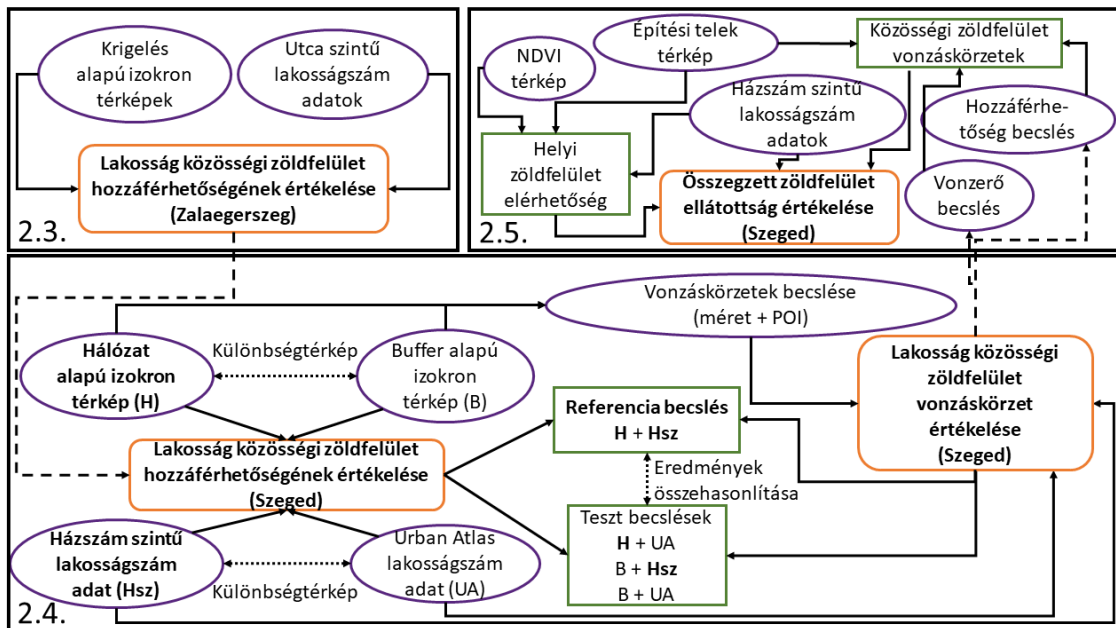 Krigelés
alapú izokron
térképek
Utca szintű
lakosságszám
adatok
Lakosság közösségi zöldfelület
hozzáférhetőségének értékelése
(Zalaegerszeg)
2.3.
NDVI
térkép
Építési telek
térkép
Közösségi zöldfelület
vonzáskörzetek
Házszám szintű
lakosságszám
adatok
Hozzáférhe-
tőség becslés
Helyi
zöldfelület
elérhetőség
Összegzett zöldfelület
ellátottság értékelése
(Szeged)
Vonzerő
becslés
2.5.
Vonzáskörzetek becslése
(méret + POI)
Hálózat
alapú izokron
térkép (H)
Különbségtérkép
Buffer alapú
izokron
térkép (B)
Lakosság közösségi
zöldfelület
vonzáskörzet
értékelése
(Szeged)
Referencia becslés
H + Hsz
Lakosság közösségi zöldfelület
hozzáférhetőségének értékelése
(Szeged)
Eredmények
összehasonlítása
Teszt becslések
H + UA
B + Hsz
B + UA
Házszám szintű
lakosságszám
adat (Hsz)
Különbségtérkép
Urban Atlas
lakosságszám
adat (UA)
2.4.